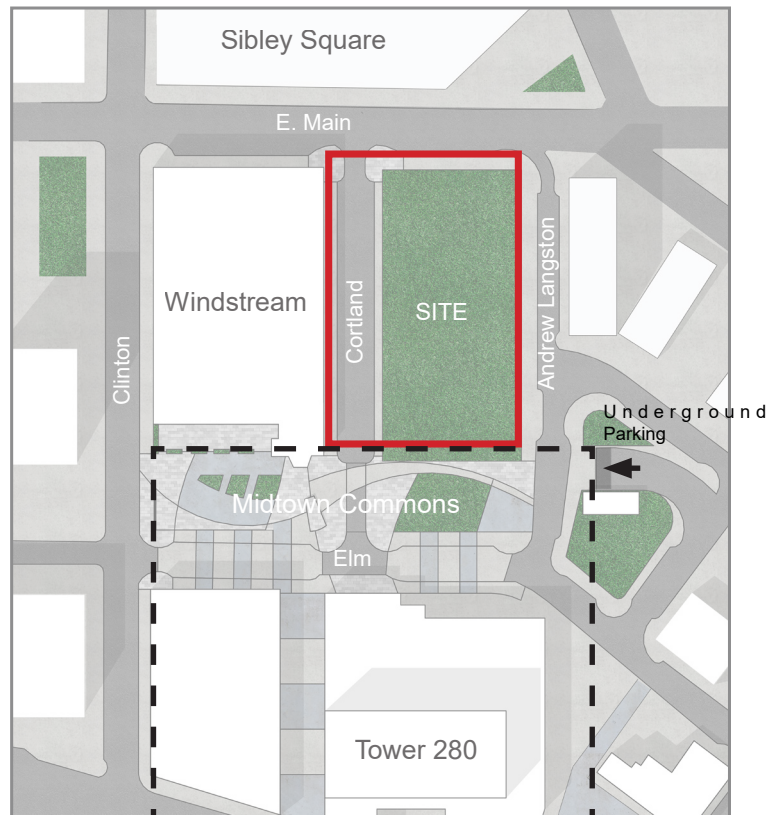 Sibley Square
E. Main
Windstream
Cortland
SITE
Andrew Langston
Clinton
Underground
Parking
Midtown Commons
Elm
Tower 280